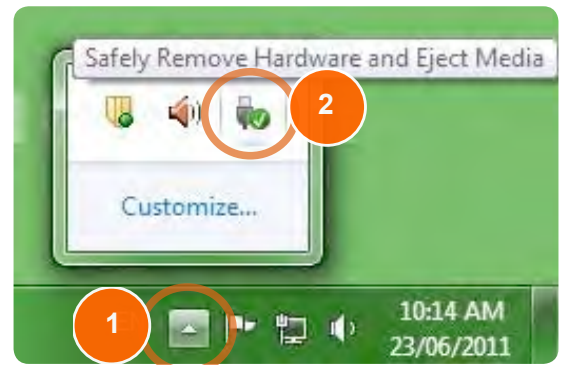 Safely Remove Hardware and Eject Media
2
Customize...
1
10:14 AM
23/06/2011